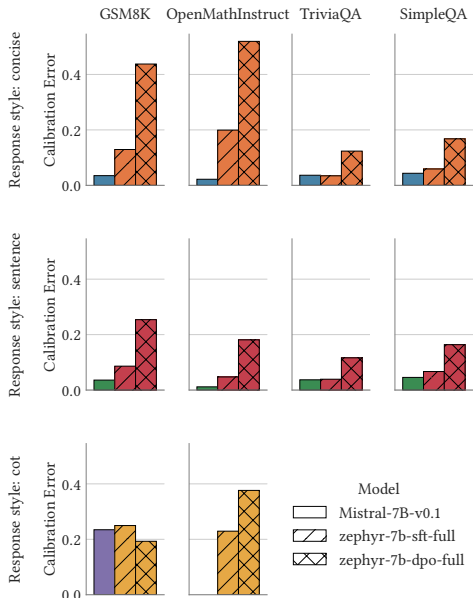 GSM8K
OpenMathInstruct
TriviaQA
SimpleQA
Response style: concise
Calibration Error
0.4
0.2
0.0
Response style: sentence
Calibration Error
0.4
0.2
0.0
Response style: cot
Calibration Error
0.4
0.2
0.0
Model
Mistral-7B-v0.1
zephyr-7b-sft-full
zephyr-7b-dpo-full